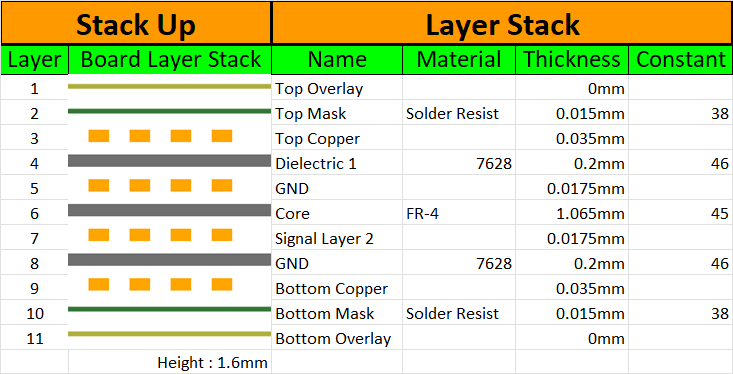 Stack Up Layer Stack
Layer Board Layer Stack Name Material Thickness Constant
1 Top Overlay 0mm
2 Top Mask Solder Resist 0.015mm 38
3 Top Copper 0.035mm
4 Dielectric 1 7628 0.2mm 46
5 GND 0.0175mm
6 Core FR-4 1.065mm 45
7 Signal Layer 2 0.0175mm
8 GND 7628 0.2mm 46
9 Bottom Copper 0.035mm
10 Bottom Mask Solder Resist 0.015mm 38
11 Bottom Overlay 0mm
Height : 1.6mm